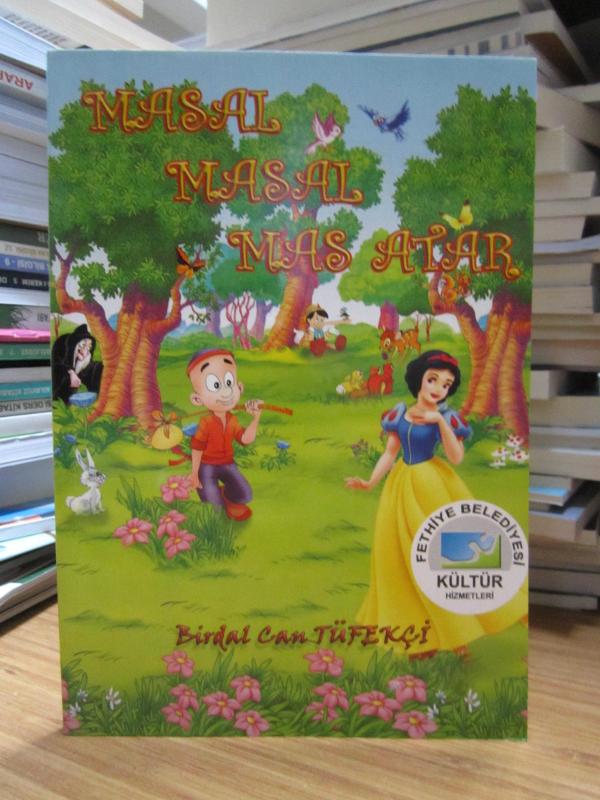 MASAL
MASAL
MAS ATAR
FETHİYE BELEDİYESİ
KÜLTÜR
HİZMETLERİ
Birdal Can TÜFEKÇİ